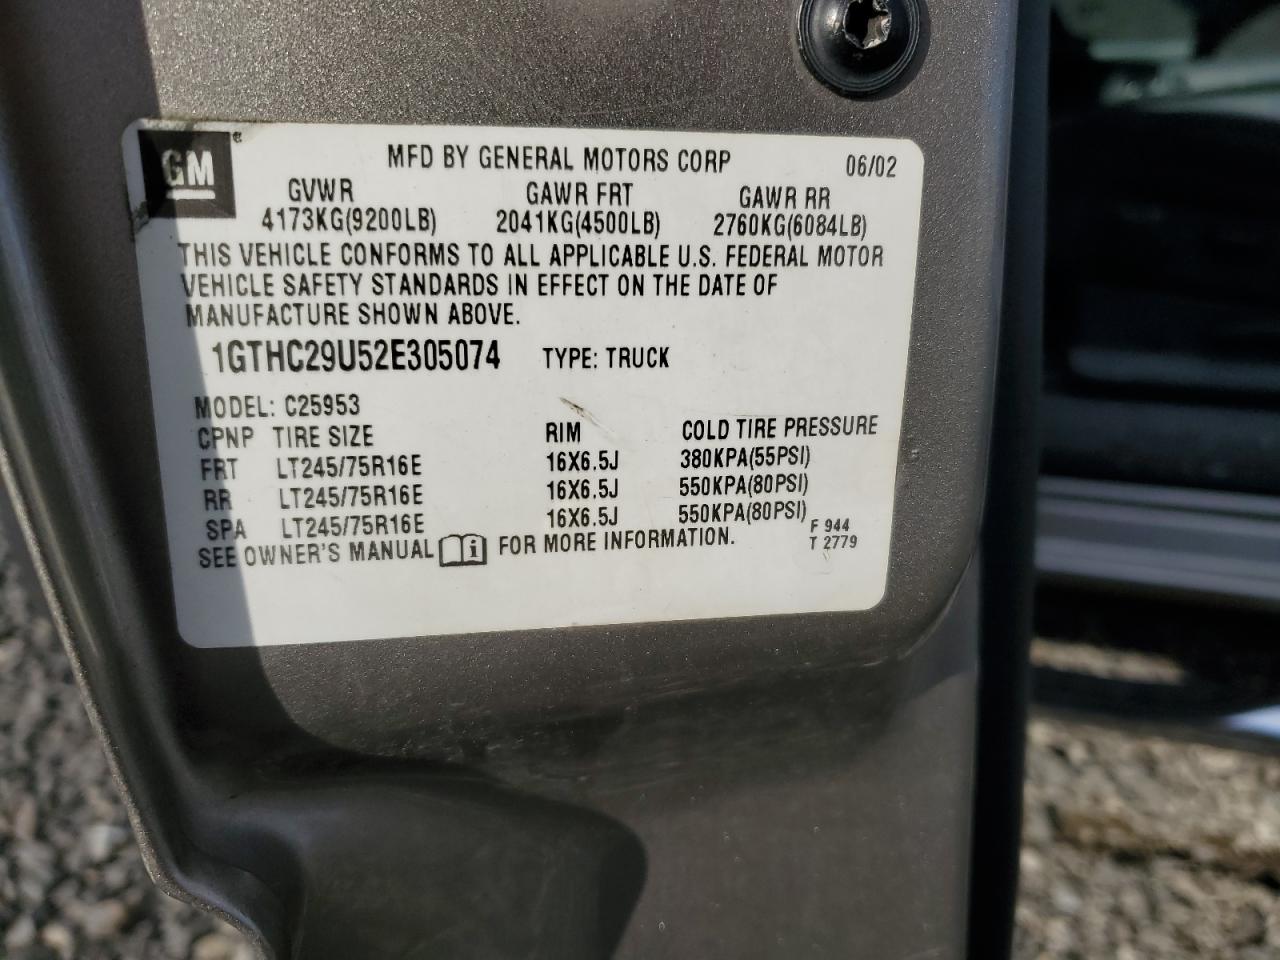 GM®
MFD BY GENERAL MOTORS CORP 06/02
GVWR GAWR FRT GAWR RR
4173KG(9200LB) 2041KG(4500LB) 2760KG(6084LB)
THIS VEHICLE CONFORMS TO ALL APPLICABLE U.S. FEDERAL MOTOR
VEHICLE SAFETY STANDARDS IN EFFECT ON THE DATE OF
MANUFACTURE SHOWN ABOVE.
1GTHC29U52E305074 TYPE: TRUCK
MODEL: C25953
CPNP TIRE SIZE RIM COLD TIRE PRESSURE
FRT LT245/75R16E 16X6.5J 380KPA(55PSI)
RR LT245/75R16E 16X6.5J 550KPA(80PSI)
SPA LT245/75R16E 16X6.5J 550KPA(80PSI)
SEE OWNER'S MANUAL i FOR MORE INFORMATION.
F 944
T 2779